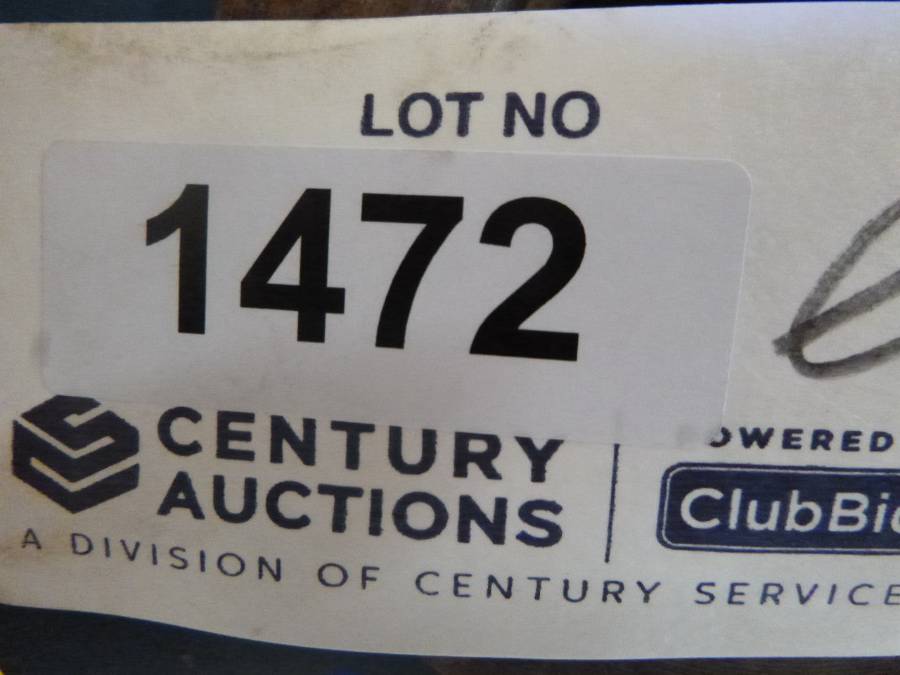 LOT NO
1472
CENTURY
AUCTIONS
A DIVISION OF CENTURY